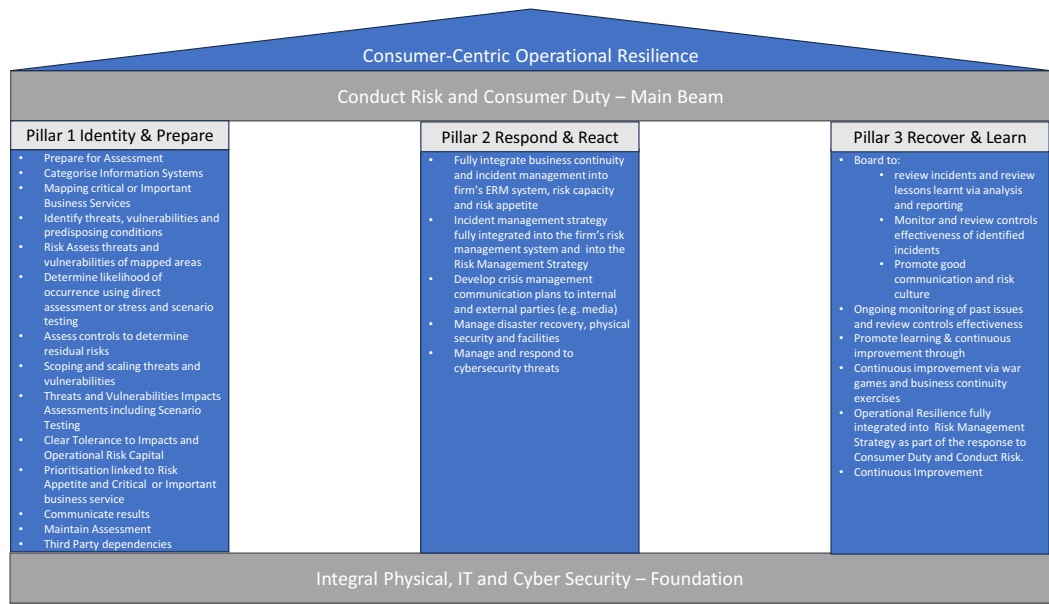 Consumer-Centric Operational Resilience
Conduct Risk and Consumer Duty – Main Beam
Pillar 1 Identity & Prepare
• Prepare for Assessment
• Categorise Information Systems
• Mapping critical or Important
Business Services
• Identify threats, vulnerabilities and
predisposing conditions
• Risk Assess threats and
vulnerabilities of mapped areas
• Determine likelihood of
occurrence using direct
assessment or stress and scenario
testing
• Assess controls to determine
residual risks
• Scoping and scaling threats and
vulnerabilities
• Threats and Vulnerabilities Impacts
Assessments including Scenario
Testing
• Clear Tolerance to Impacts and
Operational Risk Capital
• Prioritisation linked to Risk
Appetite and Critical or Important
business service
• Communicate results
• Maintain Assessment
• Third Party dependencies
Pillar 2 Respond & React
• Fully integrate business continuity
and incident management into
firm's ERM system, risk capacity
and risk appetite
• Incident management strategy
fully integrated into the firm's risk
management system and into the
Risk Management Strategy
• Develop crisis management
communication plans to internal
and external parties (e.g. media)
• Manage disaster recovery, physical
security and facilities
• Manage and respond to
cybersecurity threats
Pillar 3 Recover & Learn
• Board to:
• review incidents and review
lessons learnt via analysis
and reporting
• Monitor and review controls
effectiveness of identified
incidents
• Promote good
communication and risk
culture
• Ongoing monitoring of past issues
and review controls effectiveness
• Promote learning & continuous
improvement through
• Continuous improvement via war
games and business continuity
exercises
• Operational Resilience fully
integrated into Risk Management
Strategy as part of the response to
Consumer Duty and Conduct Risk.
• Continuous Improvement
Integral Physical, IT and Cyber Security – Foundation